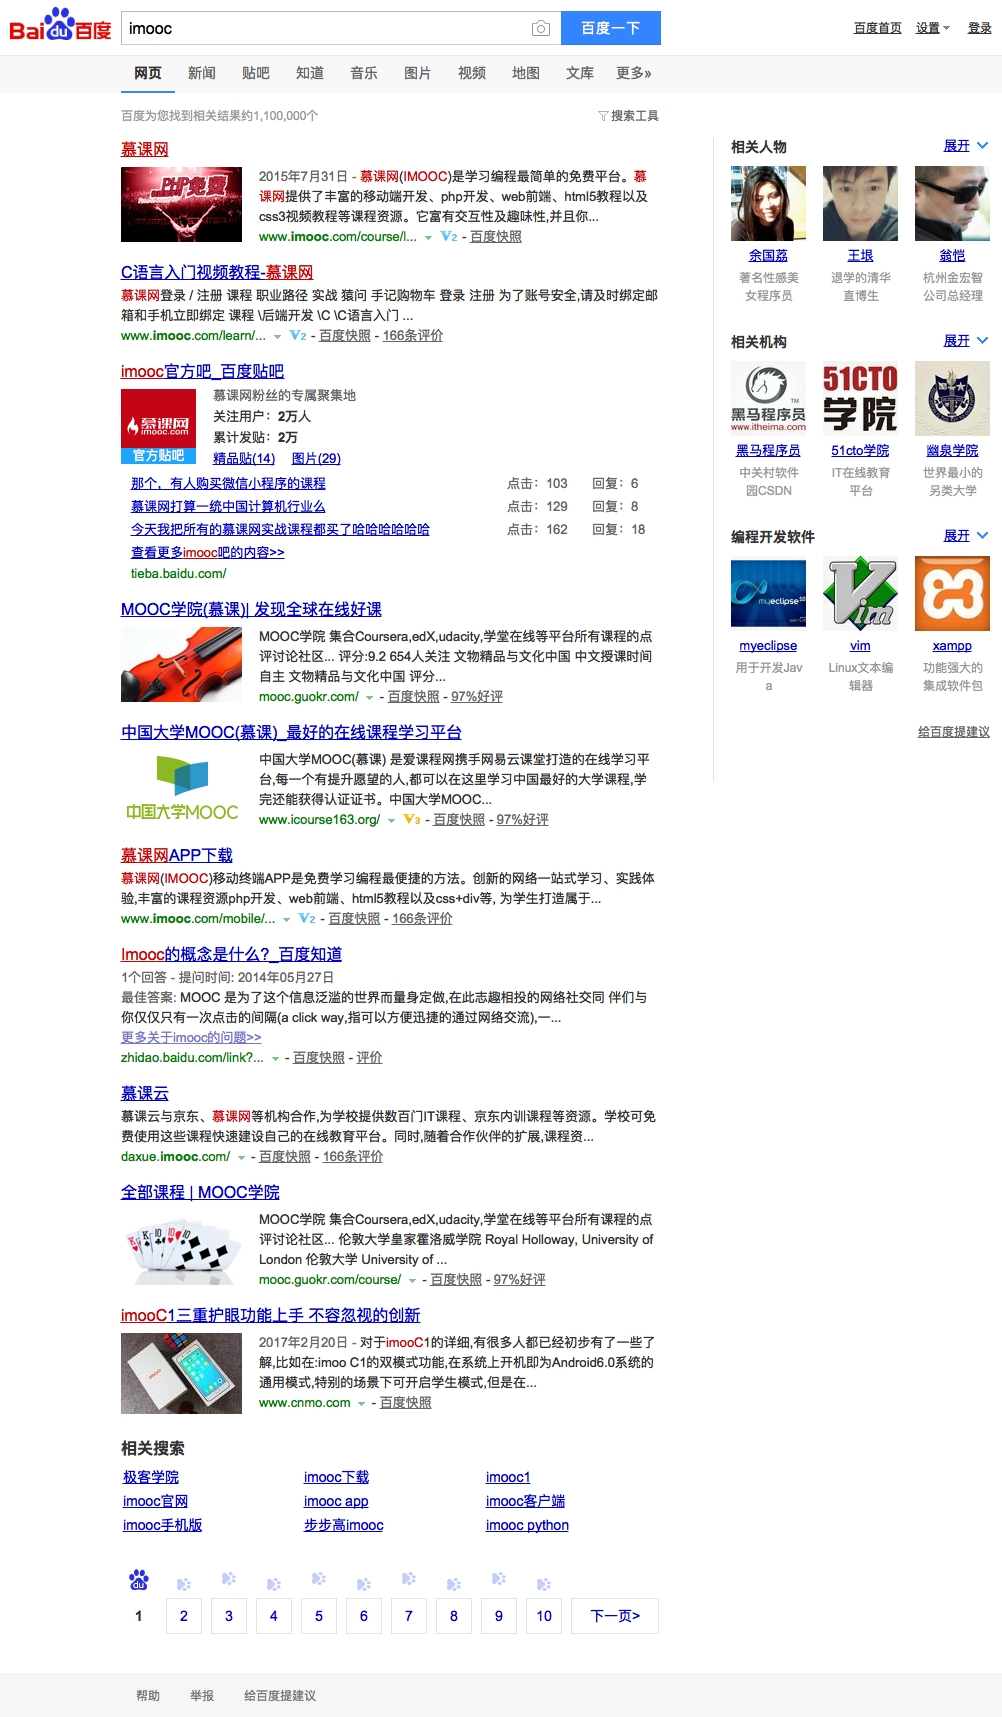 Bai du 百度
imooc
百度一下
百度首页 设置 登录
网页 新闻 贴吧 知道 音乐 图片 视频 地图 文库 更多»
百度为您找到相关结果约1,100,000个
搜索工具
慕课网
PHP免费
2015年7月31日 - 慕课网(IMOOC)是学习编程最简单的免费平台。慕
课网提供了丰富的移动端开发、php开发、web前端、html5教程以及
css3视频教程等课程资源。它富有交互性及趣味性,并且你...
www.imooc.com/course/l... V2 - 百度快照
C语言入门视频教程-慕课网
慕课网登录 / 注册 课程 职业路径 实战 猿问 手记购物车 登录 注册 为了账号安全,请及时绑定邮
箱和手机立即绑定 课程 \后端开发 \C \C语言入门 ...
www.imooc.com/learn/... V2 - 百度快照 - 166条评价
imooc官方吧_百度贴吧
慕课网
imooc.com
官方贴吧
慕课网粉丝的专属聚集地
关注用户：2万人
累计发贴：2万
精品贴(14) 图片(29)
那个，有人购买微信小程序的课程 点击：103 回复：6
慕课网打算一统中国计算机行业么 点击：129 回复：8
今天我把所有的慕课网实战课程都买了哈哈哈哈哈哈 点击：162 回复：18
查看更多imooc吧的内容>>
tieba.baidu.com/
MOOC学院(慕课)| 发现全球在线好课
MOOC学院 集合Coursera,edX,udacity,学堂在线等平台所有课程的点
评讨论社区... 评分:9.2 654人关注 文物精品与文化中国 中文授课时间
自主 文物精品与文化中国 评分...
mooc.guokr.com/ - 百度快照 - 97%好评
中国大学MOOC(慕课)_最好的在线课程学习平台
中国大学MOOC
中国大学MOOC(慕课) 是爱课程网携手网易云课堂打造的在线学习平
台,每一个有提升愿望的人,都可以在这里学习中国最好的大学课程,学
完还能获得认证证书。中国大学MOOC...
www.icourse163.org/ V3 - 百度快照 - 97%好评
慕课网APP下载
慕课网(IMOOC)移动终端APP是免费学习编程最便捷的方法。创新的网络一站式学习、实践体
验,丰富的课程资源php开发、web前端、html5教程以及css+div等, 为学生打造属于...
www.imooc.com/mobile/... V2 - 百度快照 - 166条评价
Imooc的概念是什么?_百度知道
1个回答 - 提问时间: 2014年05月27日
最佳答案: MOOC 是为了这个信息泛滥的世界而量身定做,在此志趣相投的网络社交同 伴们与
你仅仅只有一次点击的间隔(a click way,指可以方便迅捷的通过网络交流),一...
更多关于imooc的问题>>
zhidao.baidu.com/link?... - 百度快照 - 评价
慕课云
慕课云与京东、慕课网等机构合作,为学校提供数百门IT课程、京东内训课程等资源。学校可免
费使用这些课程快速建设自己的在线教育平台。同时,随着合作伙伴的扩展,课程资...
daxue.imooc.com/ - 百度快照 - 166条评价
全部课程 | MOOC学院
MOOC学院 集合Coursera,edX,udacity,学堂在线等平台所有课程的点
评讨论社区... 伦敦大学皇家霍洛威学院 Royal Holloway, University of
London 伦敦大学 University of ...
mooc.guokr.com/course/ - 百度快照 - 97%好评
imooC1三重护眼功能上手 不容忽视的创新
2017年2月20日 - 对于imooC1的详细,有很多人都已经初步有了一些了
解,比如在:imoo C1的双模式功能,在系统上开机即为Android6.0系统的
通用模式,特别的场景下可开启学生模式,但是在...
www.cnmo.com - 百度快照
相关搜索
极客学院 imooc下载 imooc1
imooc官网 imooc app imooc客户端
imooc手机版 步步高imooc imooc python
du
1 2 3 4 5 6 7 8 9 10 下一页>
相关人物 展开
余国荔 王垠 翁恺
著名性感美 退学的清华 杭州金宏智
女程序员 直博生 公司总经理
相关机构 展开
黑马程序员 TM
www.itheima.com
51CTO
学院
黑马程序员 51cto学院 幽泉学院
中关村软件 IT在线教育 世界最小的
园CSDN 平台 另类大学
编程开发软件 展开
myeclipse 10
Vim
myeclipse vim xampp
用于开发Jav Linux文本编 功能强大的
a 辑器 集成软件包
给百度提建议
帮助 举报 给百度提建议